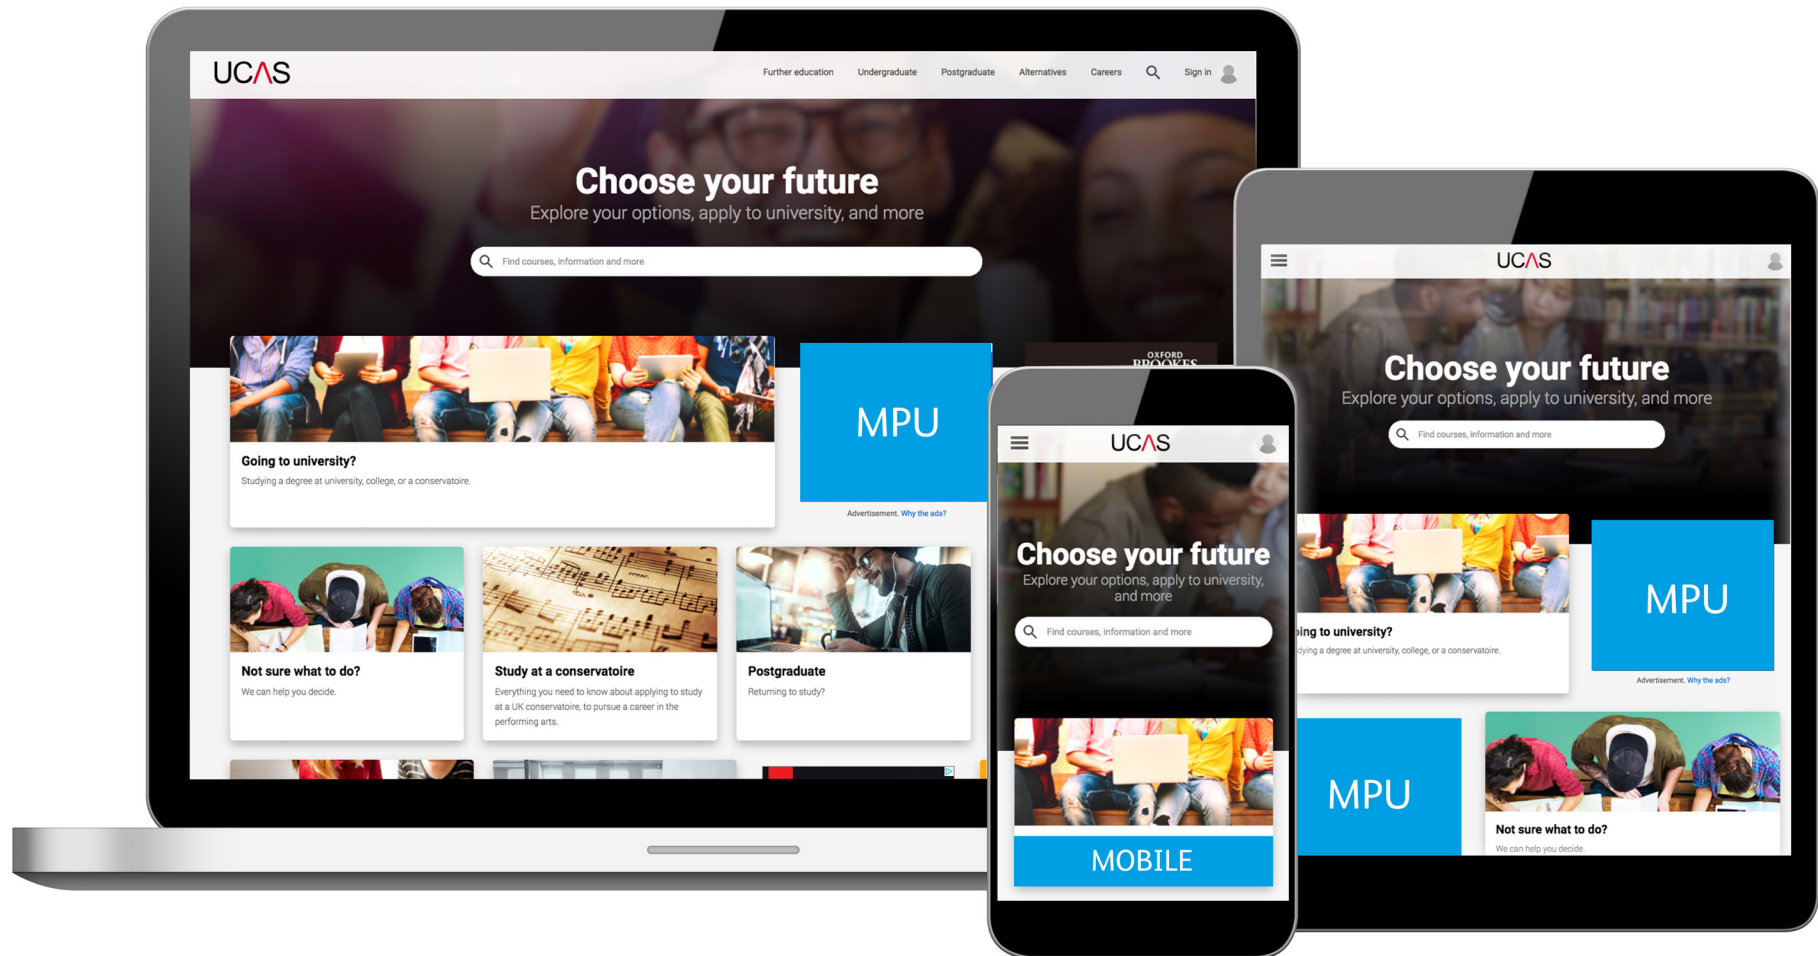 UCAS
Further education Undergraduate Postgraduate Alternatives Careers Sign in
Choose your future
Explore your options, apply to university, and more
Find courses, information and more
Going to university?
Studying a degree at university, college, or a conservatoire.
MPU
Advertisement. Why the ads?
OXFORD
BROOKES
Not sure what to do?
We can help you decide.
Study at a conservatoire
Everything you need to know about applying to study
at a UK conservatoire, to pursue a career in the
performing arts.
Postgraduate
Returning to study?
UCAS
Choose your future
Explore your options, apply to university,
and more
Find courses, information and more
MOBILE
UCAS
Choose your future
Explore your options, apply to university, and more
Find courses, information and more
ing to university?
dying a degree at university, college, or a conservatoire.
MPU
Advertisement. Why the ads?
MPU
Not sure what to do?
We can help you decide.